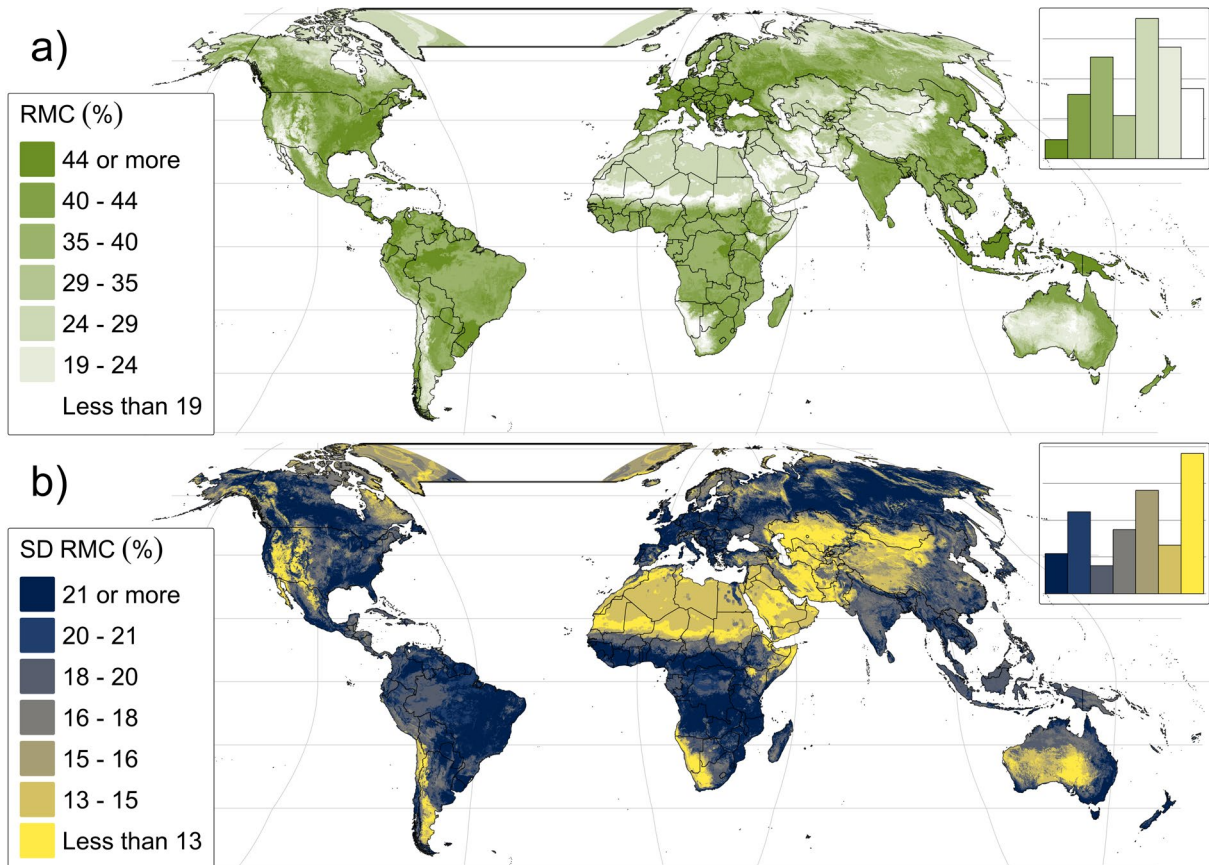 a)
RMC (%)
44 or more
40 - 44
35 - 40
29 - 35
24 - 29
19 - 24
Less than 19
b)
SD RMC (%)
21 or more
20 - 21
18 - 20
16 - 18
15 - 16
13 - 15
Less than 13